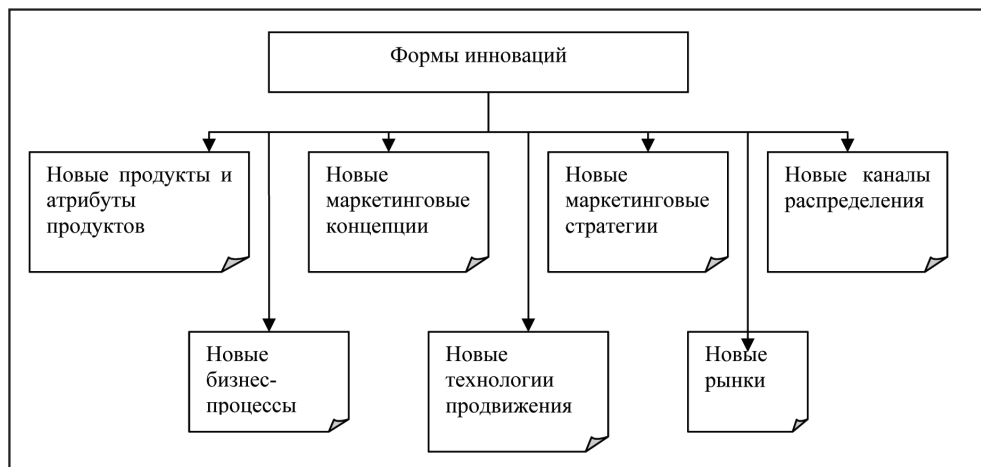 Формы инноваций
Новые продукты и
атрибуты
продуктов
Новые
маркетинговые
концепции
Новые
маркетинговые
стратегии
Новые каналы
распределения
Новые
бизнес-
процессы
Новые
технологии
продвижения
Новые
рынки